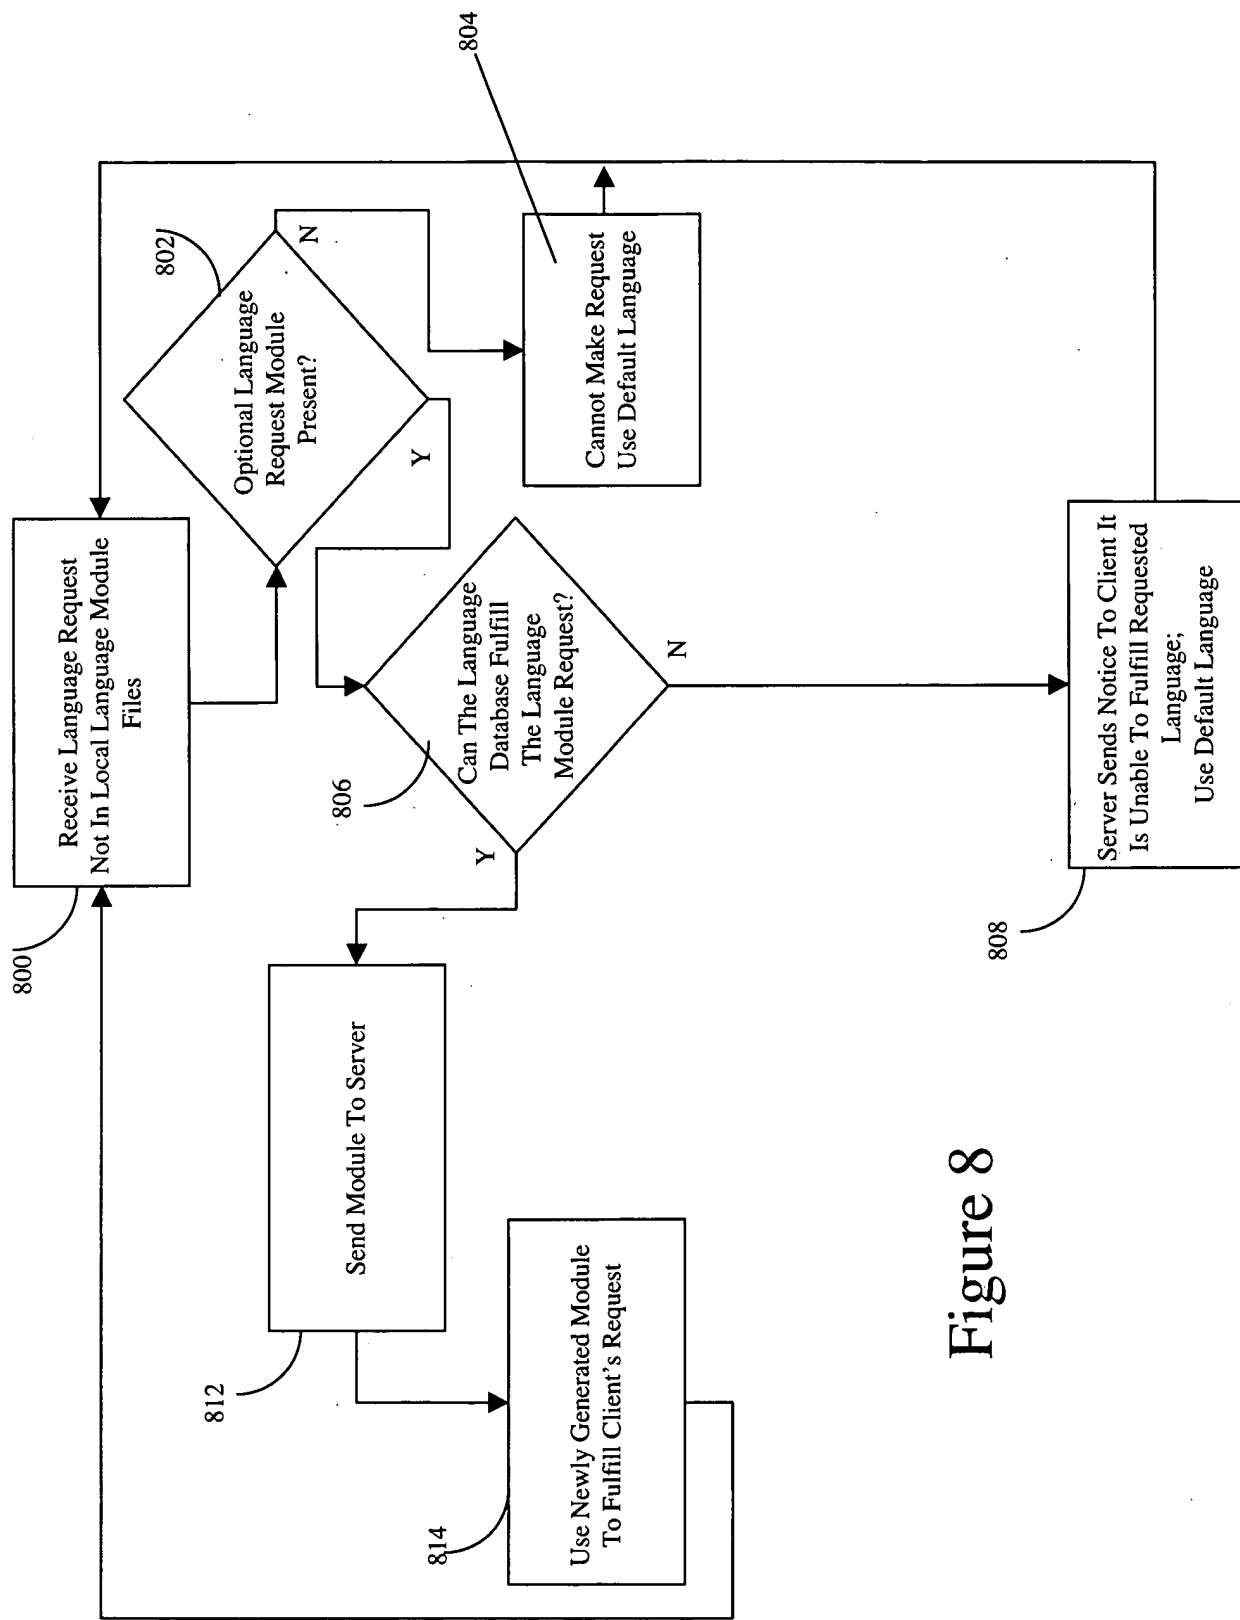 800
Receive Language Request
Not In Local Language Module
Files
802
Optional Language
Request Module
Present?
N
Y
804
Cannot Make Request
Use Default Language
806
Can The Language
Database Fulfill
The Language
Module Request?
Y
N
812
Send Module To Server
814
Use Newly Generated Module
To Fulfill Client's Request
808
Server Sends Notice To Client It
Is Unable To Fulfill Requested
Language;
Use Default Language
Figure 8